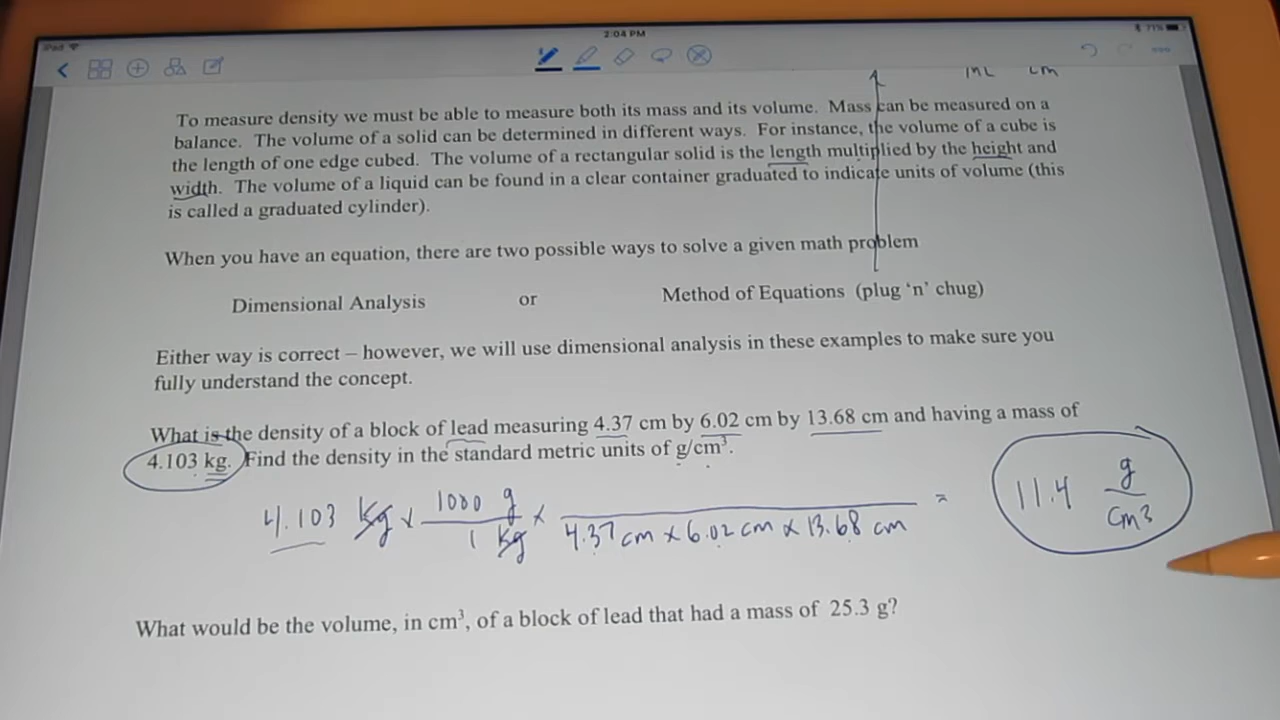 iPad
2:04 PM
71%
mL cm
To measure density we must be able to measure both its mass and its volume. Mass can be measured on a
balance. The volume of a solid can be determined in different ways. For instance, the volume of a cube is
the length of one edge cubed. The volume of a rectangular solid is the length multiplied by the height and
width. The volume of a liquid can be found in a clear container graduated to indicate units of volume (this
is called a graduated cylinder).
When you have an equation, there are two possible ways to solve a given math problem
Dimensional Analysis or Method of Equations (plug ‘n’ chug)
Either way is correct – however, we will use dimensional analysis in these examples to make sure you
fully understand the concept.
What is the density of a block of lead measuring 4.37 cm by 6.02 cm by 13.68 cm and having a mass of
4.103 kg. Find the density in the standard metric units of g/cm³.
4.103 kg x 1000 g / 1 kg x / 4.37 cm x 6.02 cm x 13.68 cm = 11.4 g / cm3
What would be the volume, in cm³, of a block of lead that had a mass of 25.3 g?